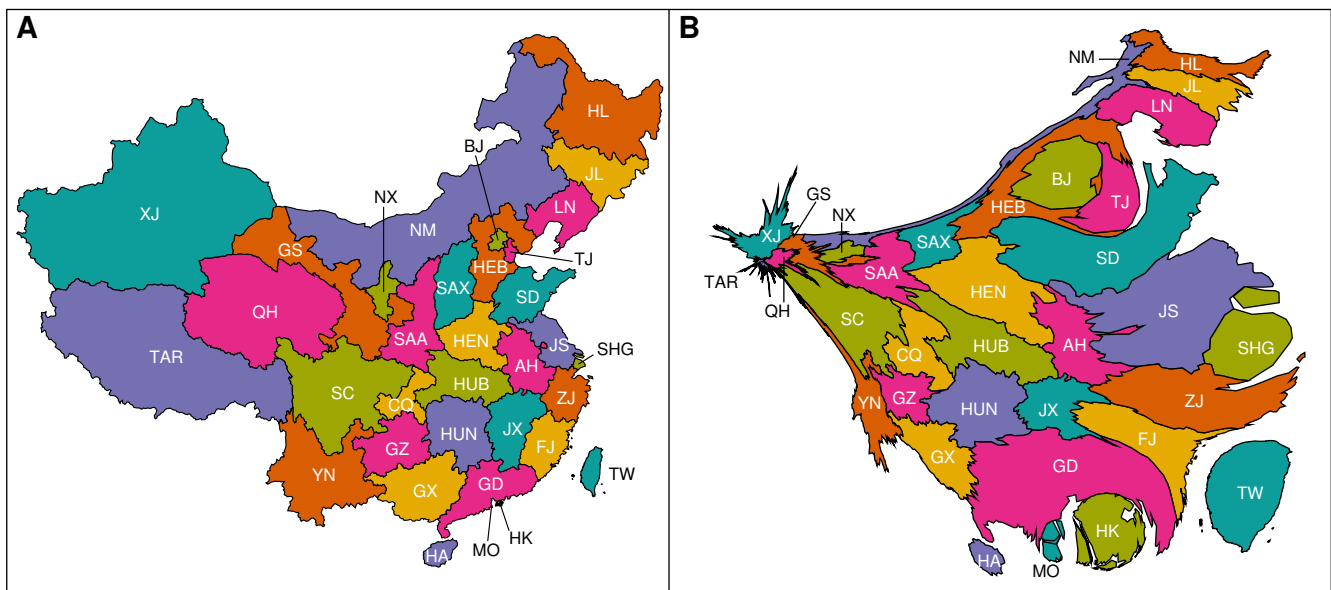 A
HL
BJ
JL
XJ
NX
LN
NM
GS
TJ
HEB
SAX
SD
QH
SAA
HEN
JS
TAR
SHG
AH
SC
HUB
CQ
ZJ
HUN
JX
GZ
FJ
YN
GX
GD
TW
HK
MO
HA
B
NM
HL
JL
LN
BJ
GS
TJ
NX
HEB
XJ
SAX
SD
SAA
TAR
HEN
QH
JS
SC
HUB
AH
SHG
CQ
YN
GZ
HUN
JX
ZJ
FJ
GX
GD
TW
HK
HA
MO